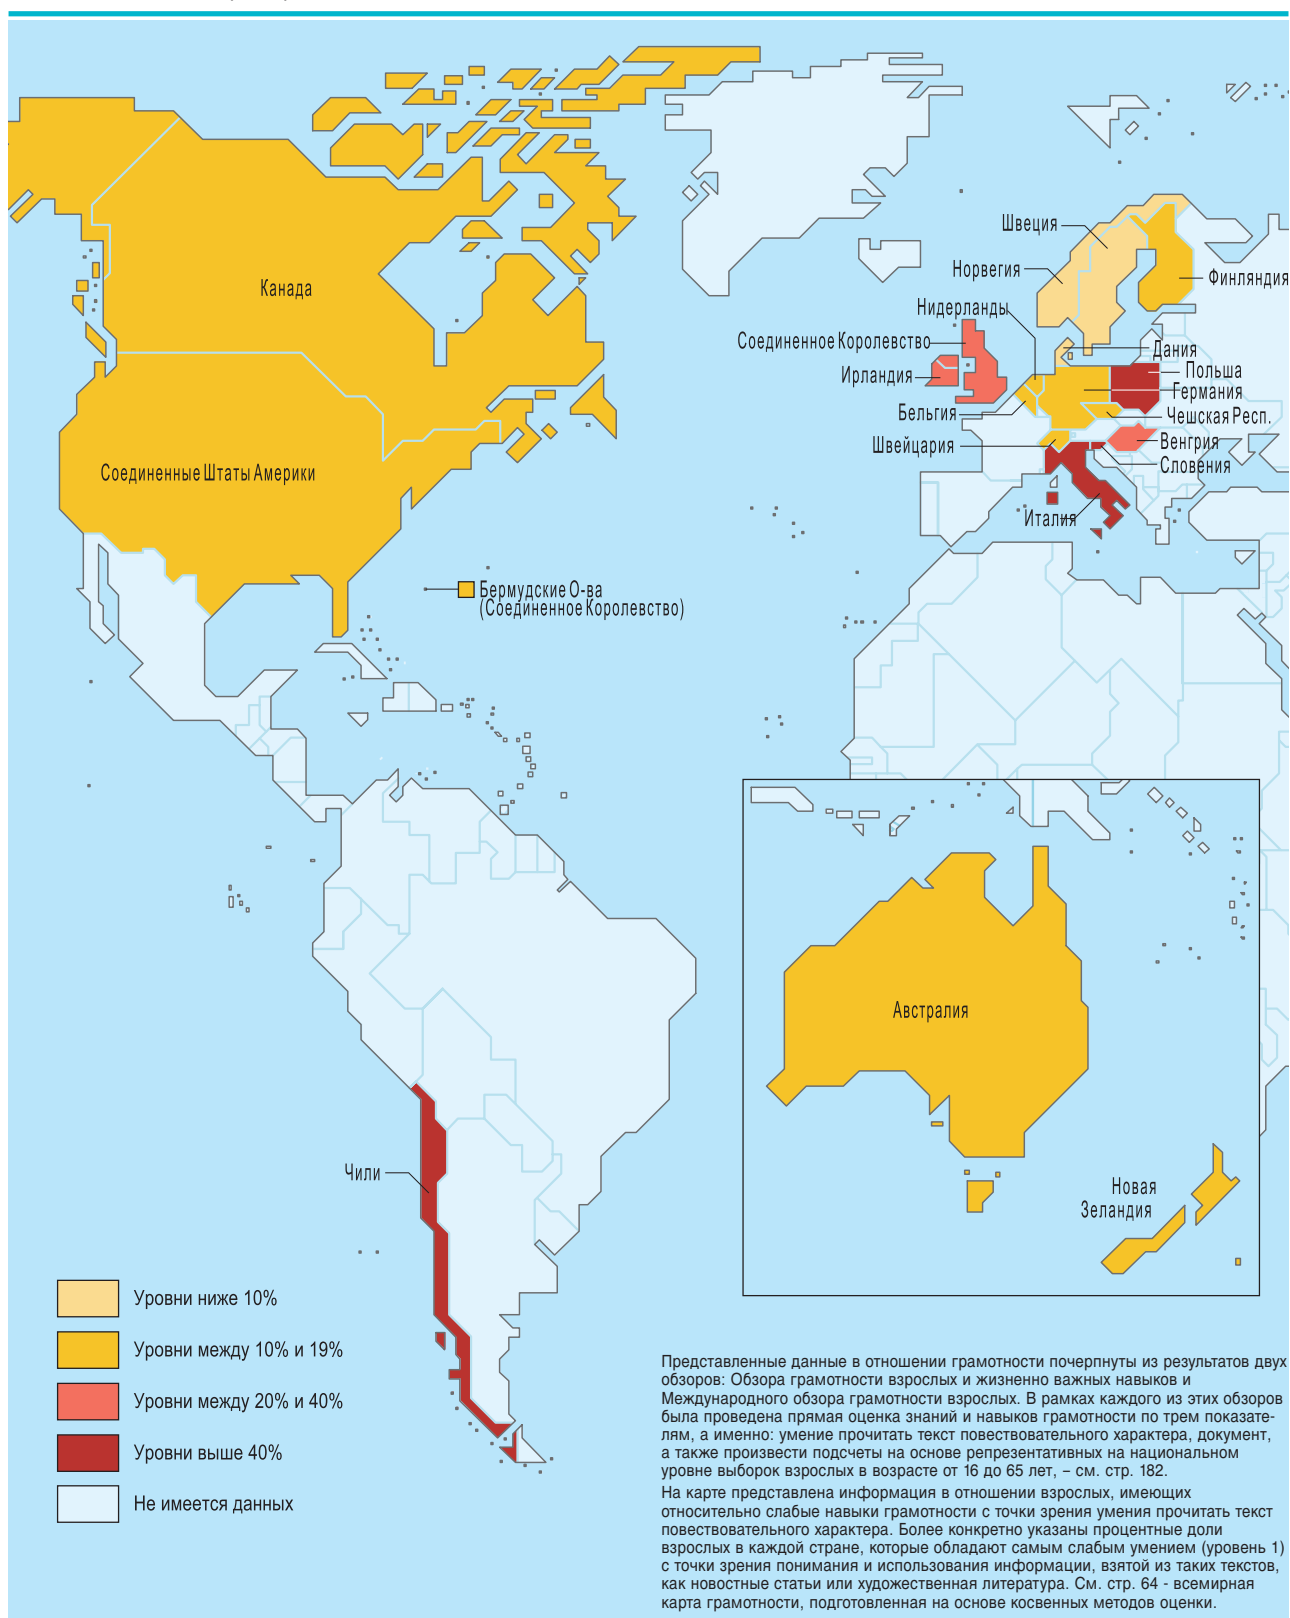 Канада
Соединенные Штаты Америки
Бермудские О-ва
(Соединенное Королевство)
Швеция
Норвегия
Финляндия
Нидерланды
Соединенное Королевство
Дания
Ирландия
Польша
Германия
Бельгия
Чешская Респ.
Швейцария
Венгрия
Словения
Италия
Чили
Австралия
Новая
Зеландия
Уровни ниже 10%
Уровни между 10% и 19%
Уровни между 20% и 40%
Уровни выше 40%
Не имеется данных
Представленные данные в отношении грамотности почерпнуты из результатов двух
обзоров: Обзора грамотности взрослых и жизненно важных навыков и
Международного обзора грамотности взрослых. В рамках каждого из этих обзоров
была проведена прямая оценка знаний и навыков грамотности по трем показате-
лям, а именно: умение прочитать текст повествовательного характера, документ,
а также произвести подсчеты на основе репрезентативных на национальном
уровне выборок взрослых в возрасте от 16 до 65 лет, – см. стр. 182.
На карте представлена информация в отношении взрослых, имеющих
относительно слабые навыки грамотности с точки зрения умения прочитать текст
повествовательного характера. Более конкретно указаны процентные доли
взрослых в каждой стране, которые обладают самым слабым умением (уровень 1)
с точки зрения понимания и использования информации, взятой из таких текстов,
как новостные статьи или художественная литература. См. стр. 64 - всемирная
карта грамотности, подготовленная на основе косвенных методов оценки.